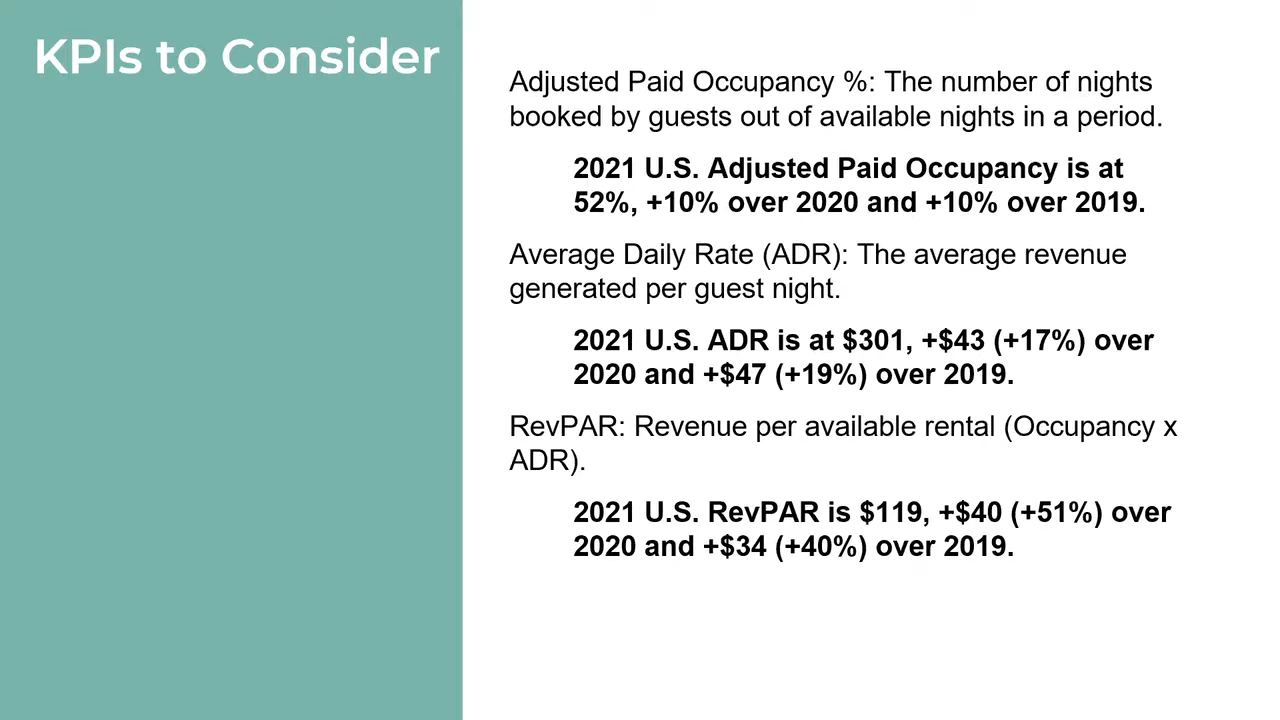 KPIs to Consider
Adjusted Paid Occupancy %: The number of nights
booked by guests out of available nights in a period.
2021 U.S. Adjusted Paid Occupancy is at
52%, +10% over 2020 and +10% over 2019.
Average Daily Rate (ADR): The average revenue
generated per guest night.
2021 U.S. ADR is at $301, +$43 (+17%) over
2020 and +$47 (+19%) over 2019.
RevPAR: Revenue per available rental (Occupancy x
ADR).
2021 U.S. RevPAR is $119, +$40 (+51%) over
2020 and +$34 (+40%) over 2019.